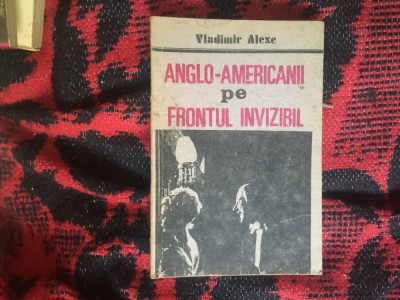 Vladimir Alexe
ANGLO-AMERICANII
pe
FRONTUL INVIZIBIL